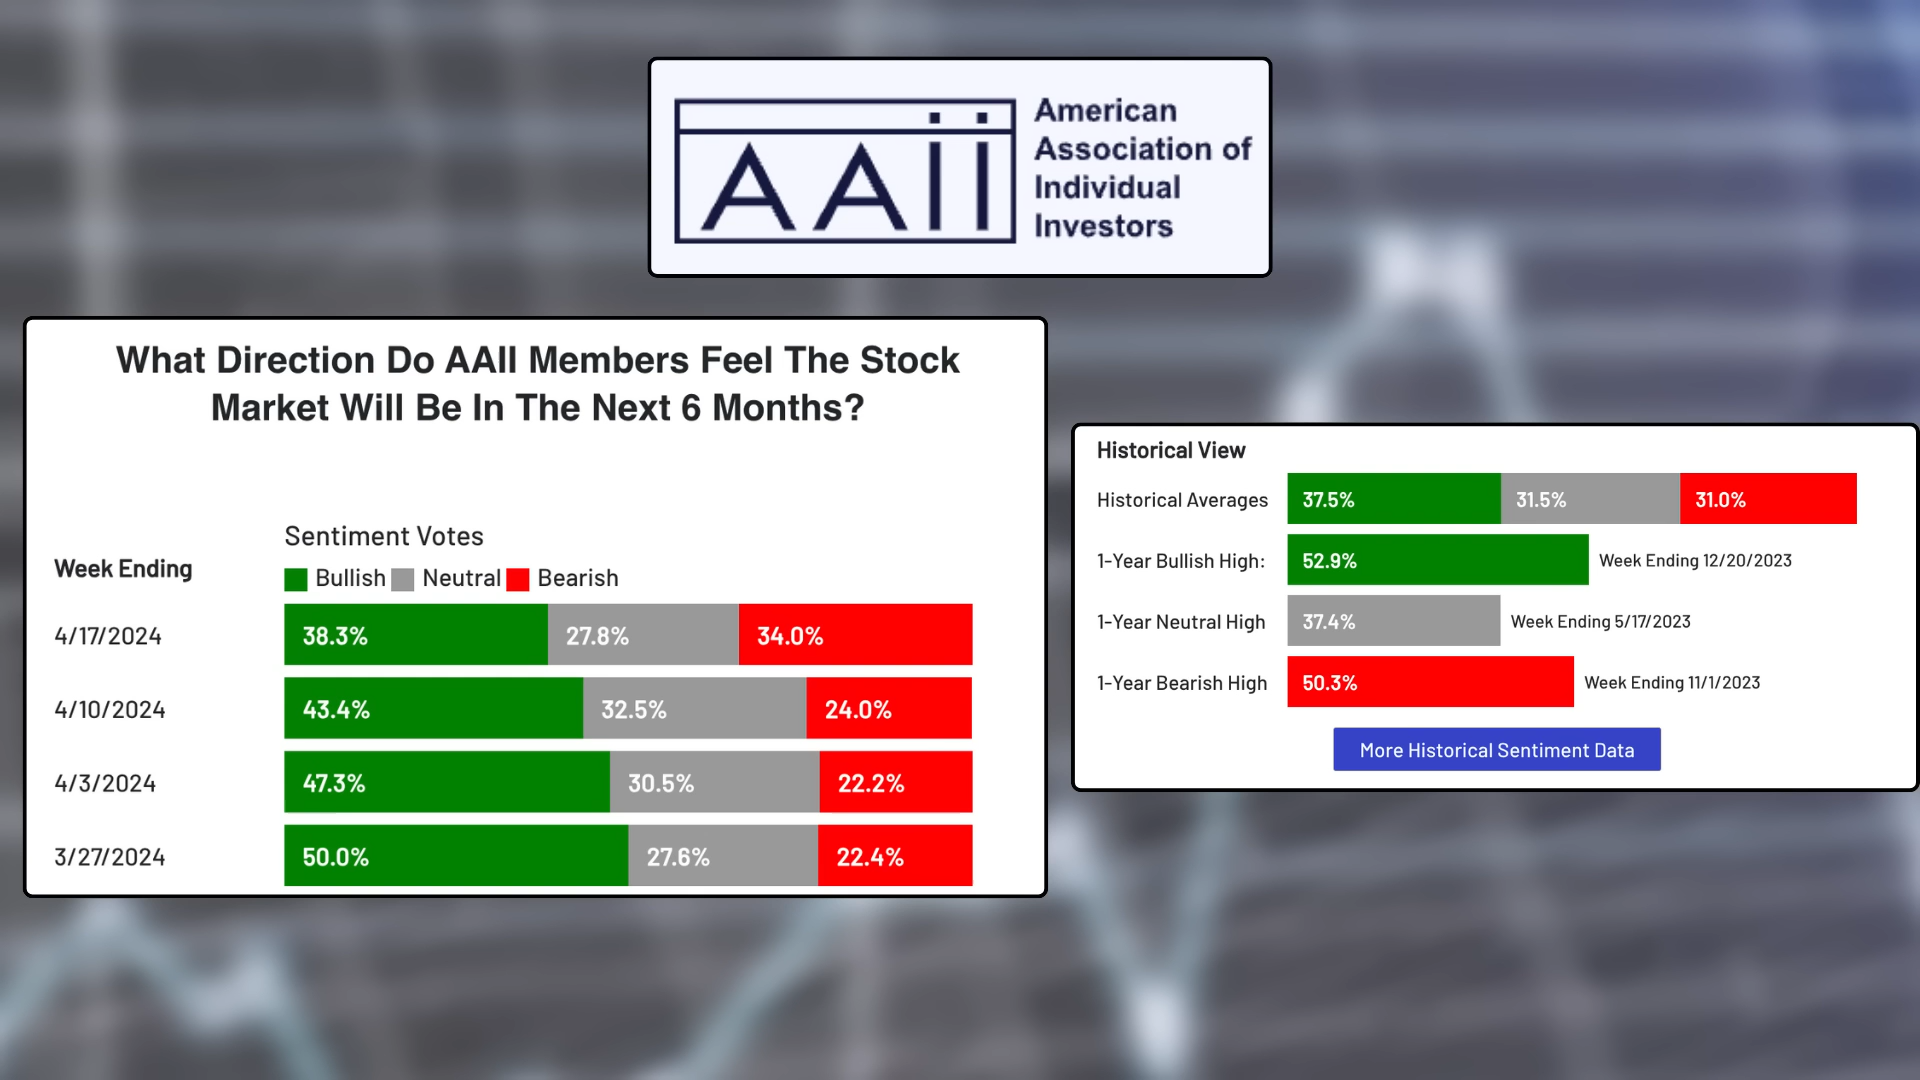 AAii
American
Association of
Individual
Investors
What Direction Do AAII Members Feel The Stock
Market Will Be In The Next 6 Months?
Sentiment Votes
Week Ending
Bullish Neutral Bearish
4/17/2024 38.3% 27.8% 34.0%
4/10/2024 43.4% 32.5% 24.0%
4/3/2024 47.3% 30.5% 22.2%
3/27/2024 50.0% 27.6% 22.4%
Historical View
Historical Averages 37.5% 31.5% 31.0%
1-Year Bullish High: 52.9% Week Ending 12/20/2023
1-Year Neutral High 37.4% Week Ending 5/17/2023
1-Year Bearish High 50.3% Week Ending 11/1/2023
More Historical Sentiment Data